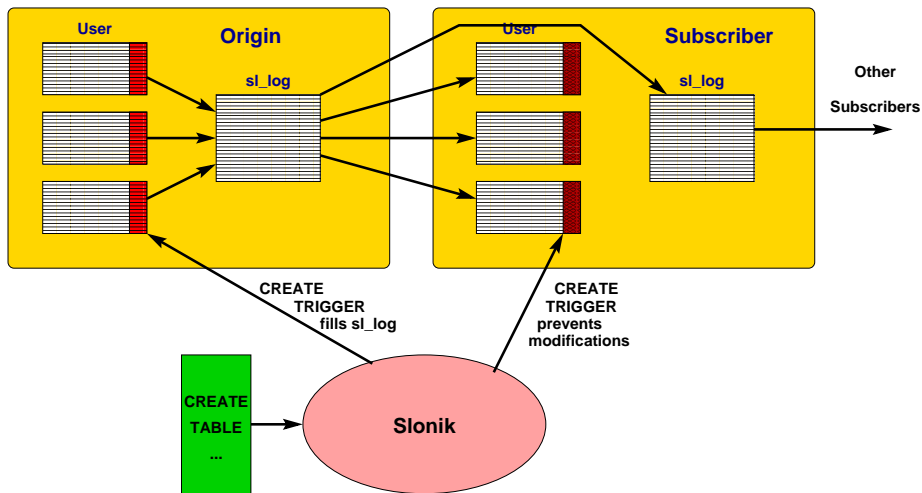 User
Origin
sl_log
User
Subscriber
sl_log
Other
Subscribers
CREATE
TRIGGER
fills sl_log
CREATE
TRIGGER
prevents
modifications
CREATE
TABLE
...
Slonik